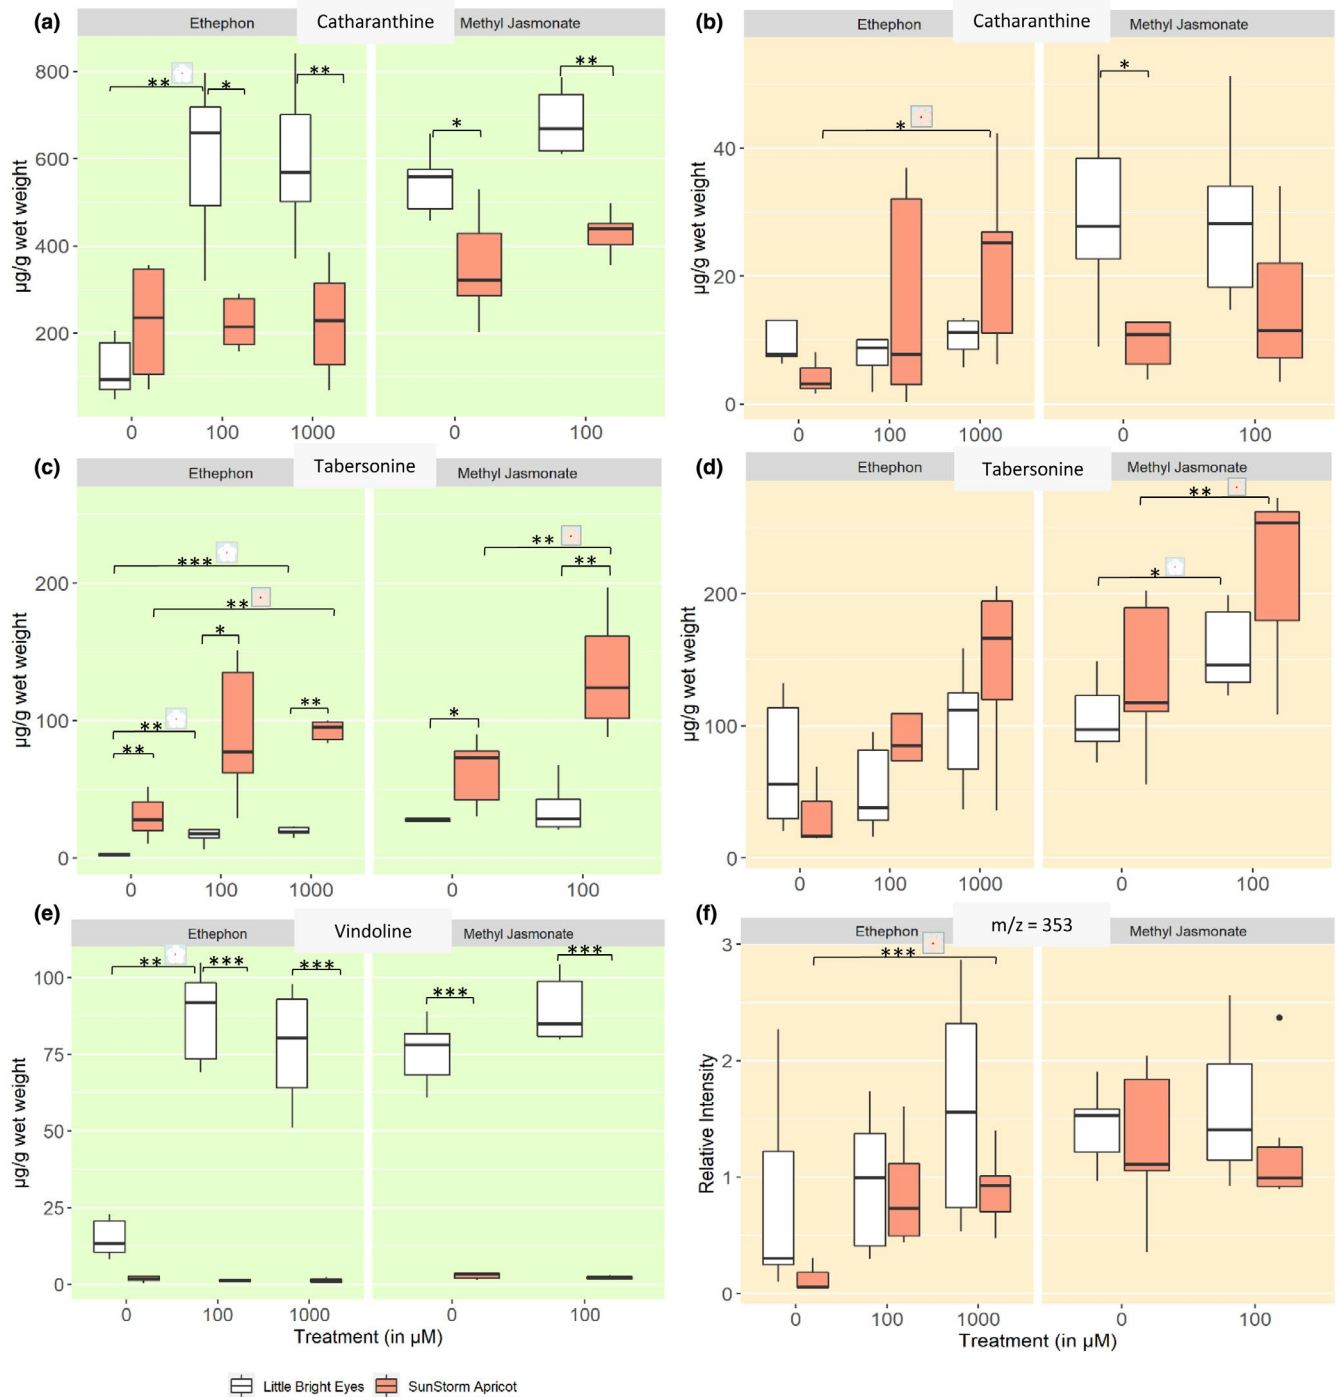 (a) Ethephon Catharanthine Methyl Jasmonate
800
600
400
200
µg/g wet weight
** * ** * **
0 100 1000 0 100
(b) Ethephon Catharanthine Methyl Jasmonate
40
20
0
µg/g wet weight
* *
0 100 1000 0 100
(c) Ethephon Tabersonine Methyl Jasmonate
200
100
0
µg/g wet weight
*** ** * ** ** ** * ** **
0 100 1000 0 100
(d) Ethephon Tabersonine Methyl Jasmonate
200
100
0
µg/g wet weight
* **
0 100 1000 0 100
(e) Ethephon Vindoline Methyl Jasmonate
100
75
50
25
0
µg/g wet weight
** *** *** *** ***
0 100 1000 0 100
Treatment (in µM)
(f) Ethephon m/z = 353 Methyl Jasmonate
3
2
1
0
Relative Intensity
***
0 100 1000 0 100
Treatment (in µM)
Little Bright Eyes SunStorm Apricot